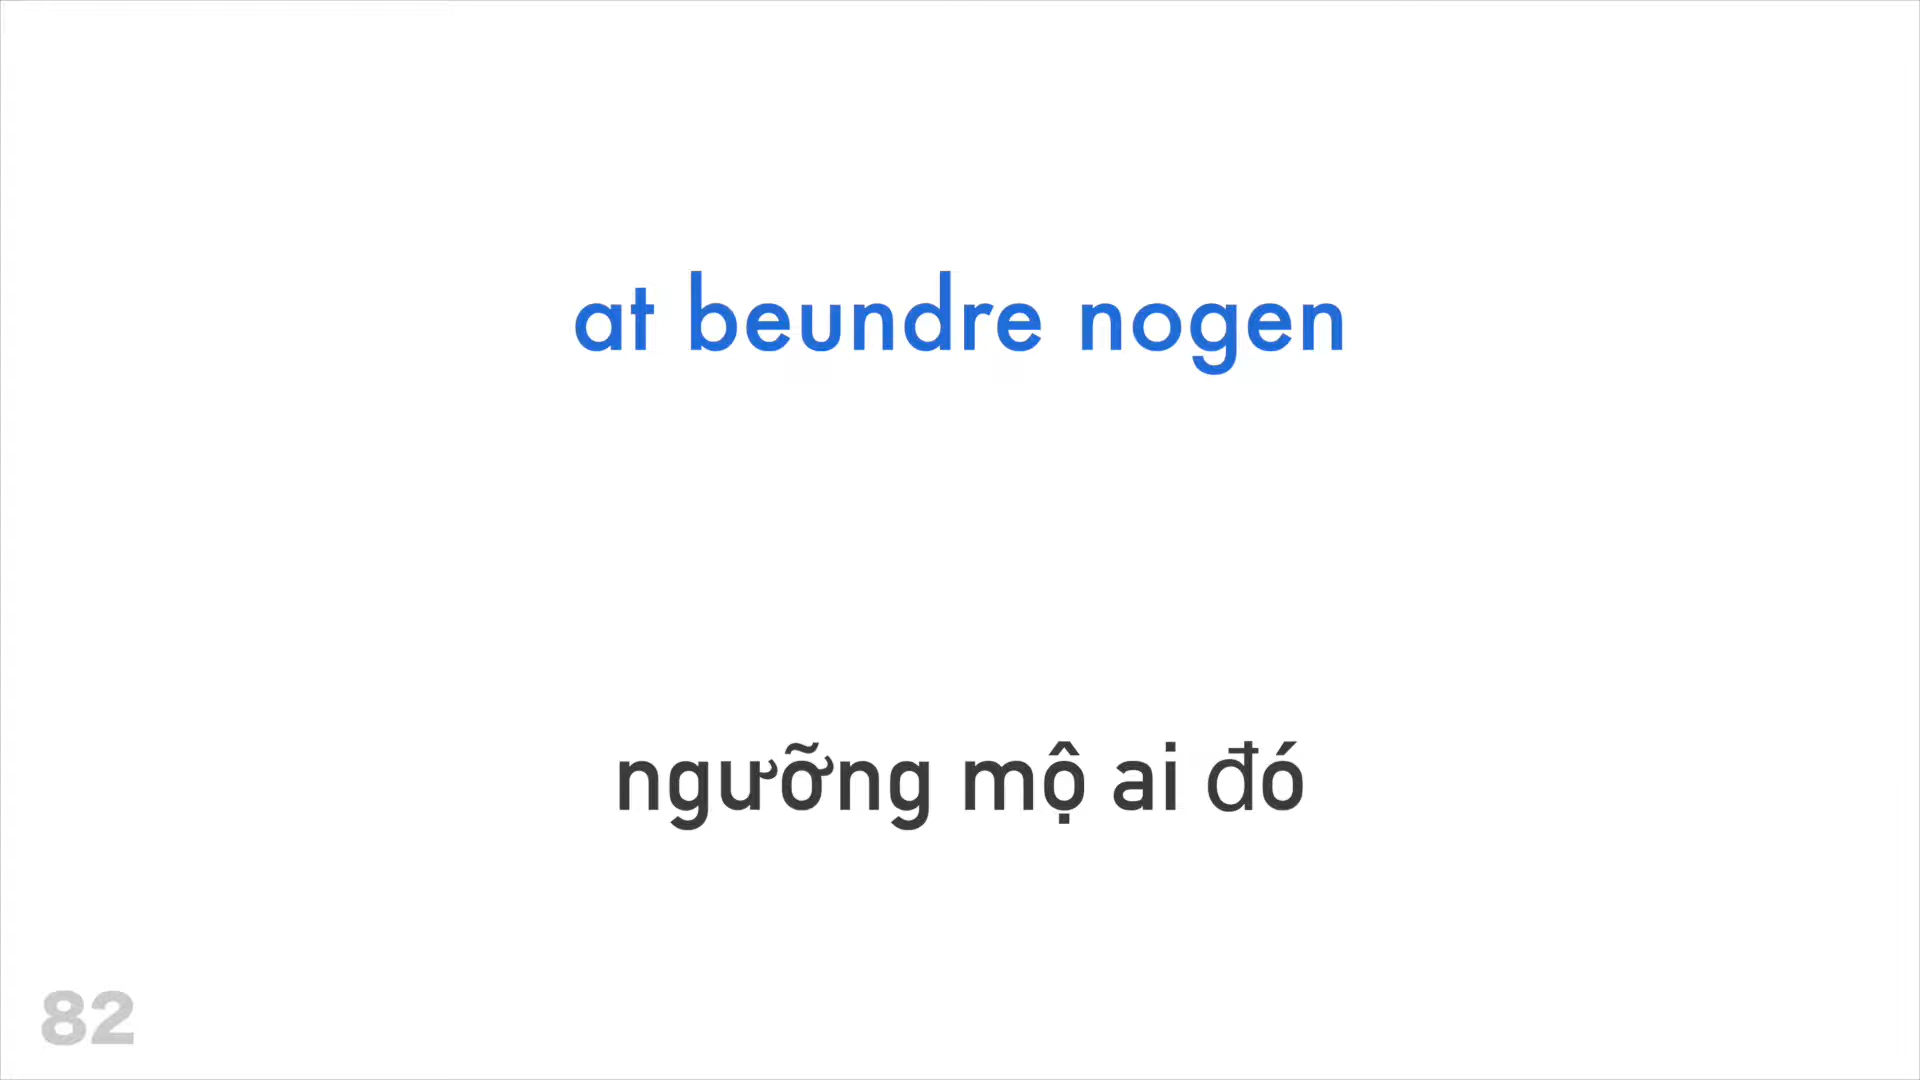 at beundre nogen
ngưỡng mộ ai đó
82